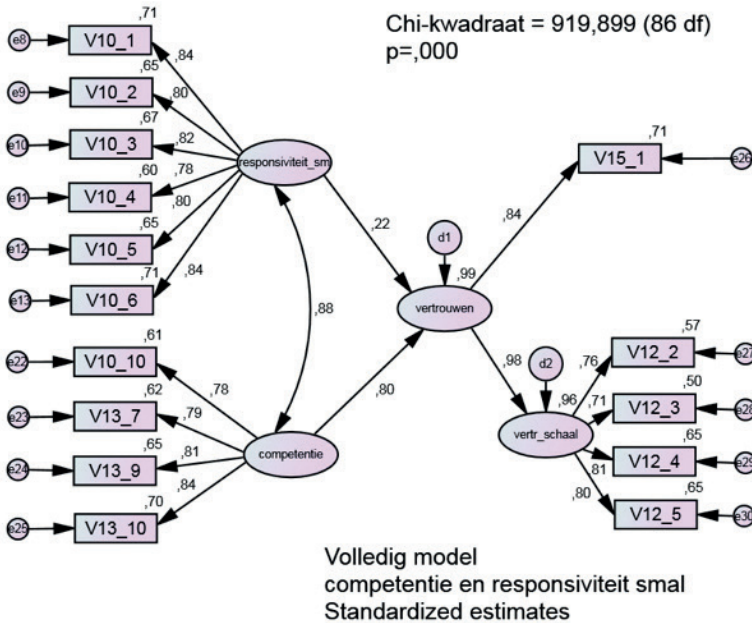 Chi-kwadraat = 919,899 (86 df)
p=,000
,71
e8
V10_1
,84
,65
e9
V10_2
,80
,67
e10
V10_3
,82
,60
e11
V10_4
,78
,65
e12
V10_5
,80
,71
e13
V10_6
,84
responsiviteit_sm
,88
,22
,61
e22
V10_10
,78
,62
e23
V13_7
,79
,65
e24
V13_9
,81
,70
e25
V13_10
,84
competentie
,80
d1
,99
vertrouwen
,84
,71
V15_1
e26
,98
d2
,96
vertr_schaal
,76
,57
V12_2
e27
,71
,50
V12_3
e28
,81
,65
V12_4
e29
,80
,65
V12_5
e30
Volledig model
competentie en responsiviteit smal
Standardized estimates